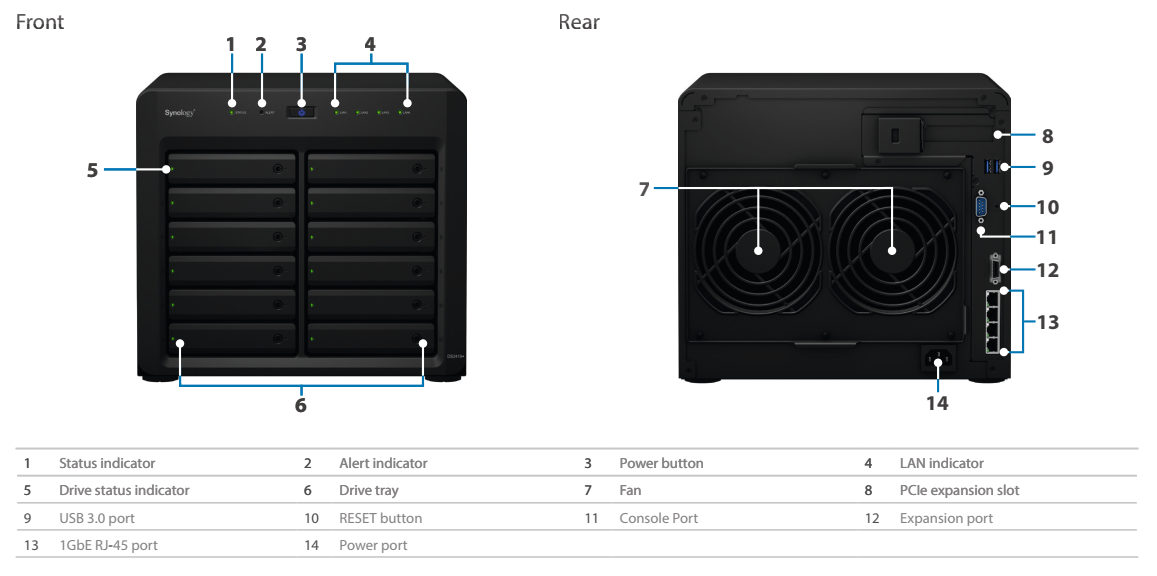 Front
Rear
1 2 3 4
Synology
STATUS ALERT LAN1 LAN2 LAN3 LAN4
5
6
7
8
9
10
11
12
13
14
1 Status indicator 2 Alert indicator 3 Power button 4 LAN indicator
5 Drive status indicator 6 Drive tray 7 Fan 8 PCIe expansion slot
9 USB 3.0 port 10 RESET button 11 Console Port 12 Expansion port
13 1GbE RJ-45 port 14 Power port